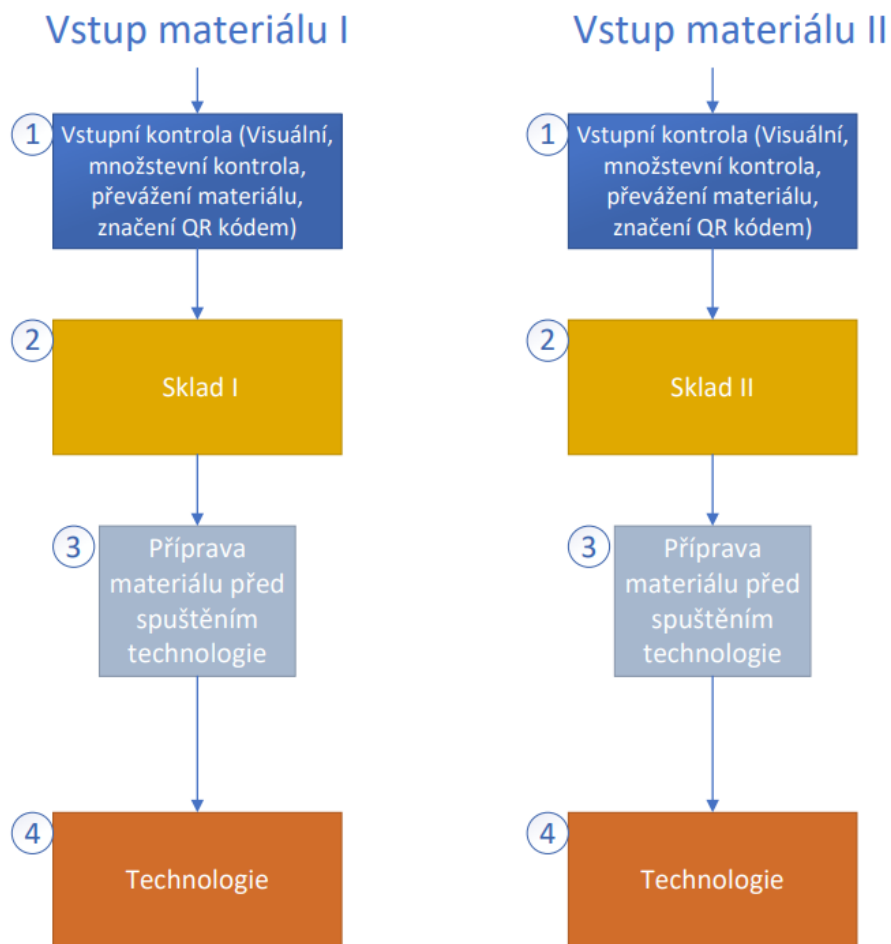 Vstup materiálu I
1
Vstupní kontrola (Visuální,
množstevní kontrola,
převážení materiálu,
značení QR kódem)
2
Sklad I
3
Příprava
materiálu před
spuštěním
technologie
4
Technologie
Vstup materiálu II
1
Vstupní kontrola (Visuální,
množstevní kontrola,
převážení materiálu,
značení QR kódem)
2
Sklad II
3
Příprava
materiálu před
spuštěním
technologie
4
Technologie